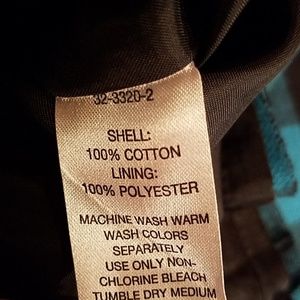 32-3320-2
SHELL:
100% COTTON
LINING:
100% POLYESTER
MACHINE WASH WARM
WASH COLORS
SEPARATELY
USE ONLY NON-
CHLORINE BLEACH
TUMBLE DRY MEDIUM